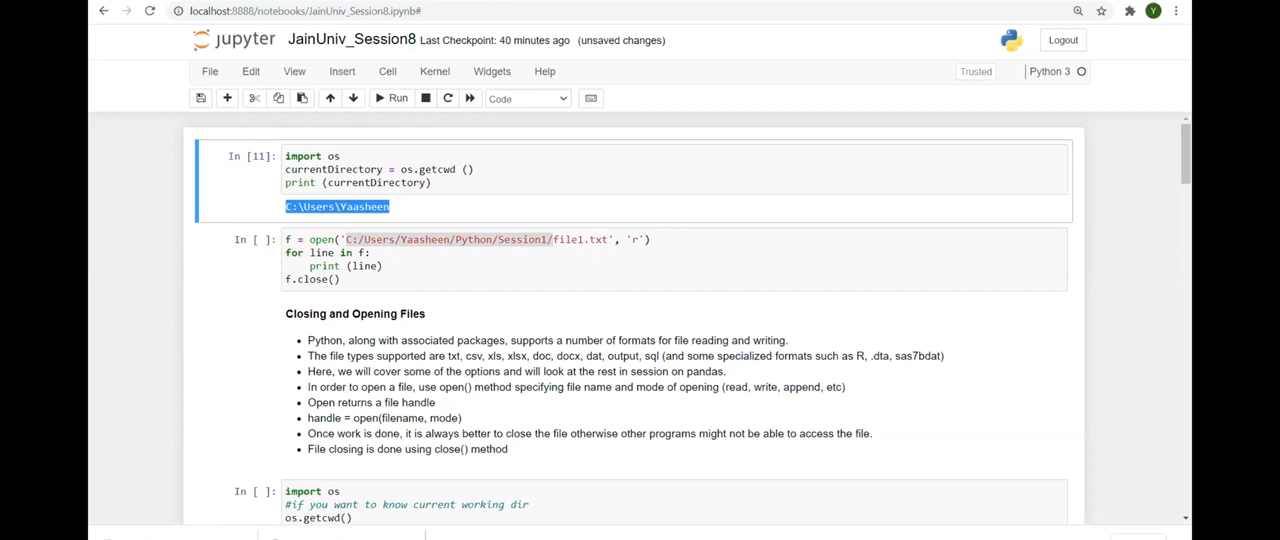 localhost:8888/notebooks/JainUniv_Session8.ipynb#
Y
jupyter JainUniv_Session8 Last Checkpoint: 40 minutes ago (unsaved changes) Logout
File Edit View Insert Cell Kernel Widgets Help Trusted Python 3
Run Code
In [11]: import os
currentDirectory = os.getcwd ()
print (currentDirectory)
C:\Users\Yaasheen
In [ ]: f = open('C:/Users/Yaasheen/Python/Session1/file1.txt', 'r')
for line in f:
print (line)
f.close()
Closing and Opening Files
• Python, along with associated packages, supports a number of formats for file reading and writing.
• The file types supported are txt, csv, xls, xlsx, doc, docx, dat, output, sql (and some specialized formats such as R, .dta, sas7bdat)
• Here, we will cover some of the options and will look at the rest in session on pandas.
• In order to open a file, use open() method specifying file name and mode of opening (read, write, append, etc)
• Open returns a file handle
• handle = open(filename, mode)
• Once work is done, it is always better to close the file otherwise other programs might not be able to access the file.
• File closing is done using close() method
In [ ]: import os
#if you want to know current working dir
os.getcwd()